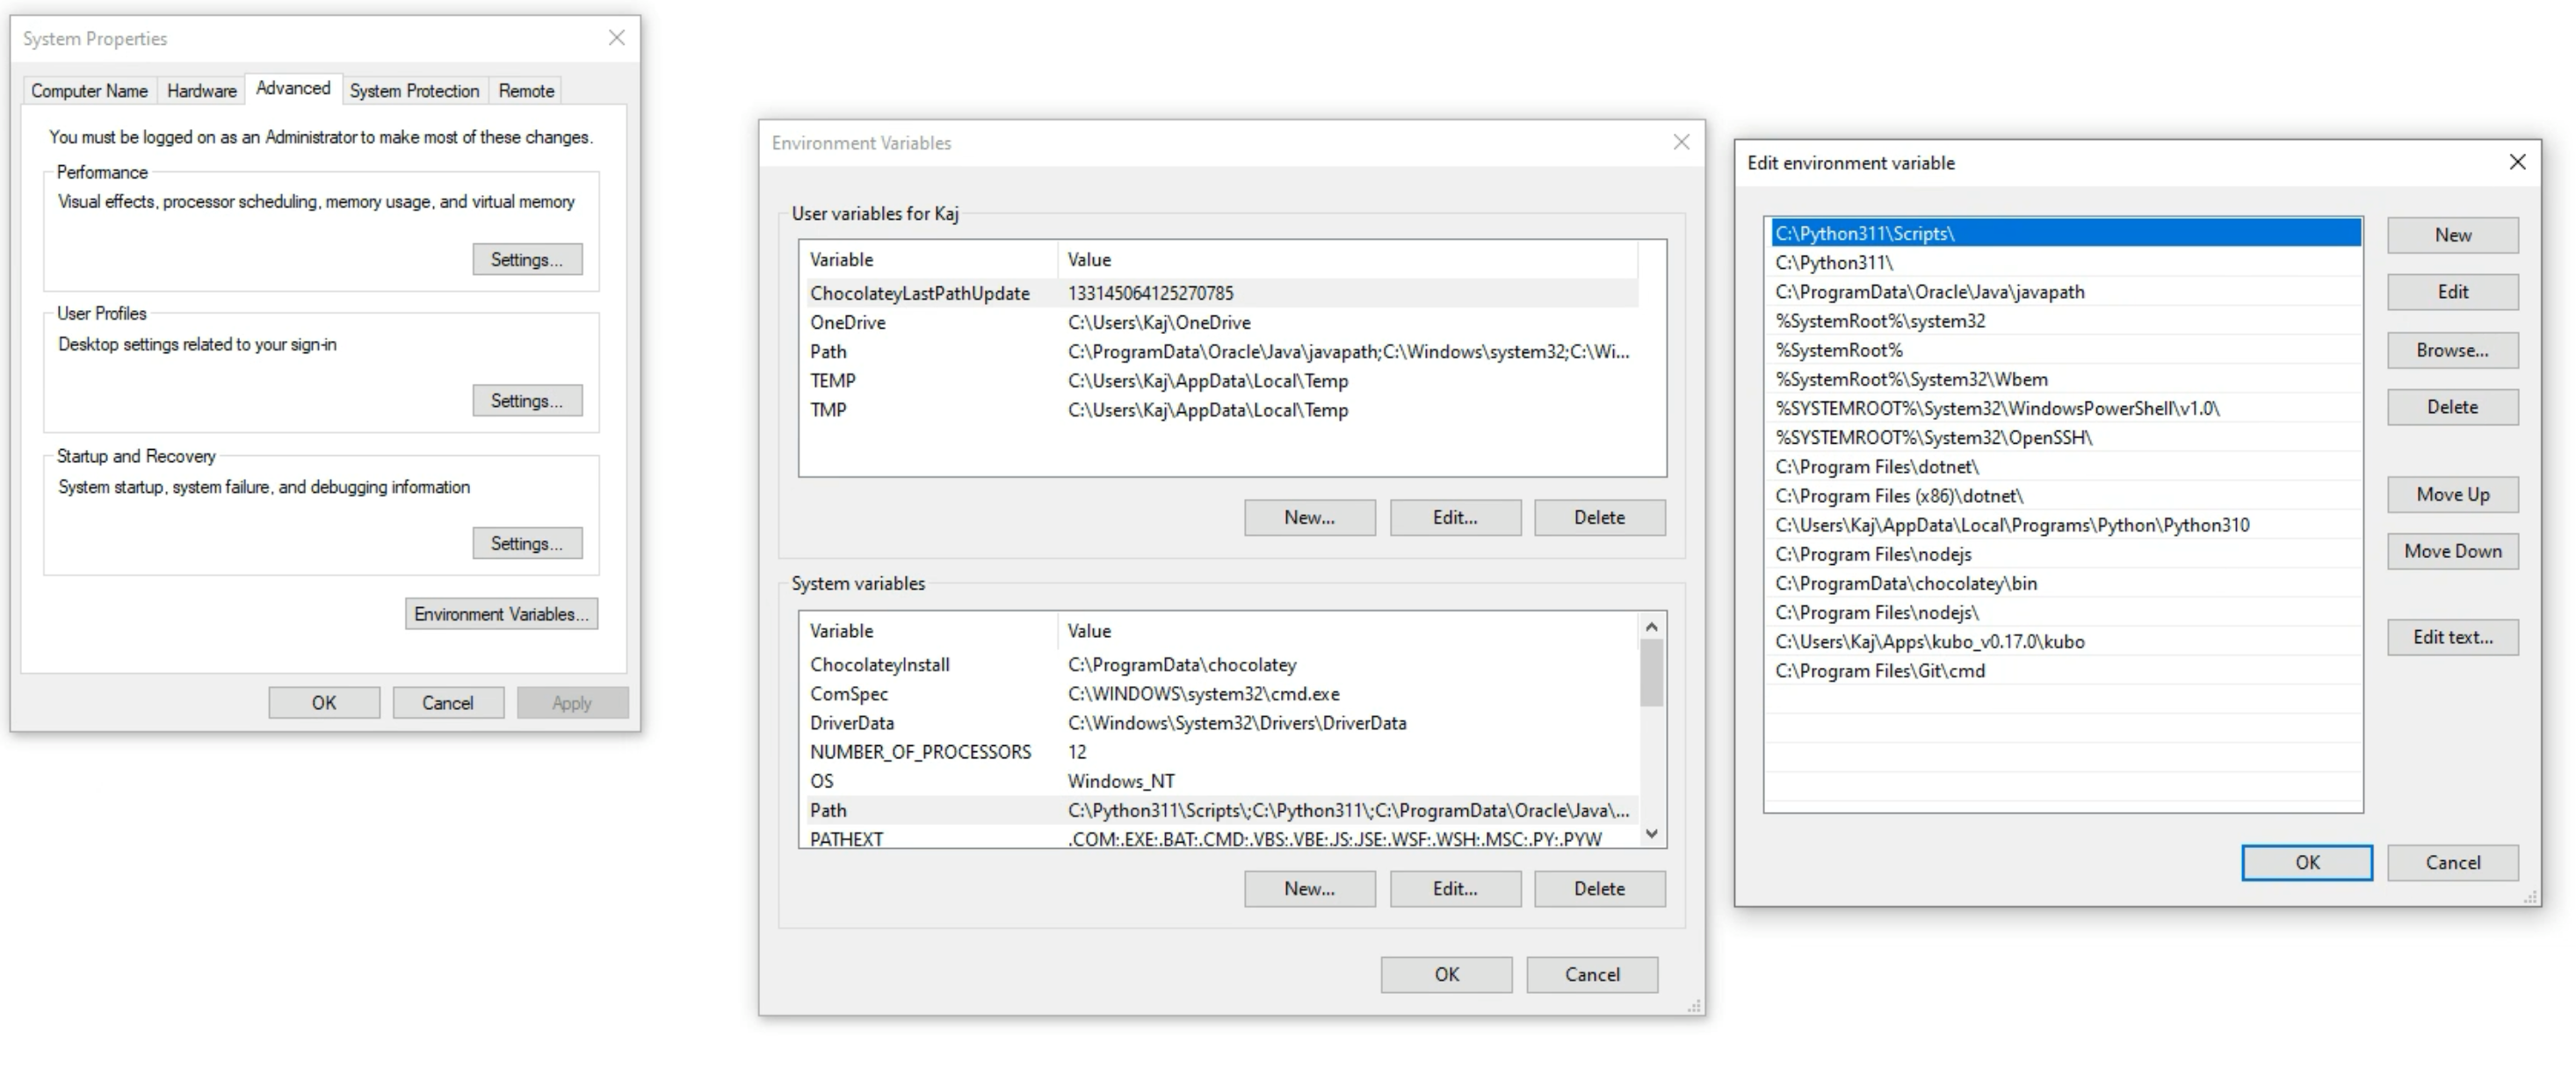 System Properties
Computer Name Hardware Advanced System Protection Remote
You must be logged on as an Administrator to make most of these changes.
Performance
Visual effects, processor scheduling, memory usage, and virtual memory
Settings...
User Profiles
Desktop settings related to your sign-in
Settings...
Startup and Recovery
System startup, system failure, and debugging information
Settings...
Environment Variables...
OK Cancel Apply
Environment Variables
User variables for Kaj
Variable Value
ChocolateyLastPathUpdate 133145064125270785
OneDrive C:\Users\Kaj\OneDrive
Path C:\ProgramData\Oracle\Java\javapath;C:\Windows\system32;C:\Wi...
TEMP C:\Users\Kaj\AppData\Local\Temp
TMP C:\Users\Kaj\AppData\Local\Temp
New... Edit... Delete
System variables
Variable Value
ChocolateyInstall C:\ProgramData\chocolatey
ComSpec C:\WINDOWS\system32\cmd.exe
DriverData C:\Windows\System32\Drivers\DriverData
NUMBER_OF_PROCESSORS 12
OS Windows_NT
Path C:\Python311\Scripts\;C:\Python311\;C:\ProgramData\Oracle\Java\...
PATHEXT .COM;.EXE;.BAT;.CMD;.VBS;.VBE;.JS;.JSE;.WSF;.WSH;.MSC;.PY;.PYW
New... Edit... Delete
OK Cancel
Edit environment variable
C:\Python311\Scripts\
C:\Python311\
C:\ProgramData\Oracle\Java\javapath
%SystemRoot%\system32
%SystemRoot%
%SystemRoot%\System32\Wbem
%SYSTEMROOT%\System32\WindowsPowerShell\v1.0\
%SYSTEMROOT%\System32\OpenSSH\
C:\Program Files\dotnet\
C:\Program Files (x86)\dotnet\
C:\Users\Kaj\AppData\Local\Programs\Python\Python310
C:\Program Files\nodejs
C:\ProgramData\chocolatey\bin
C:\Program Files\nodejs\
C:\Users\Kaj\Apps\kubo_v0.17.0\kubo
C:\Program Files\Git\cmd
New
Edit
Browse...
Delete
Move Up
Move Down
Edit text...
OK Cancel